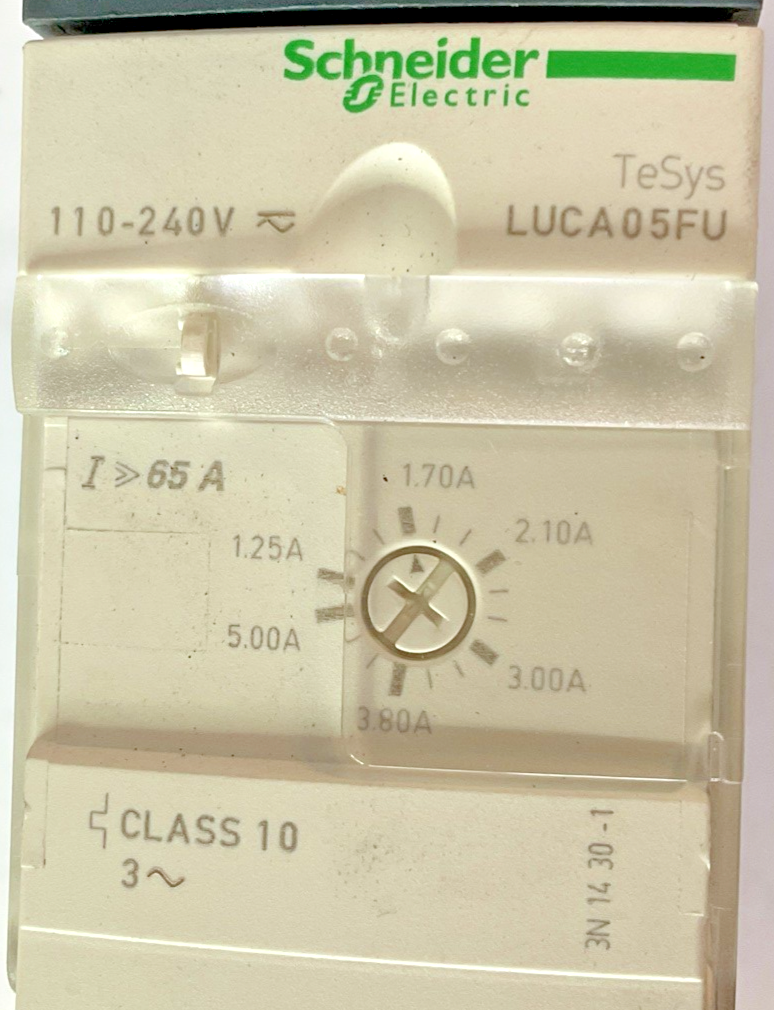 Schneider
Electric
TeSys
110-240V ⎓~ LUCA05FU
I ≫ 65 A
1.70A
2.10A
1.25A
5.00A
3.00A
3.80A
CLASS 10
3~
3N 14 30 -1